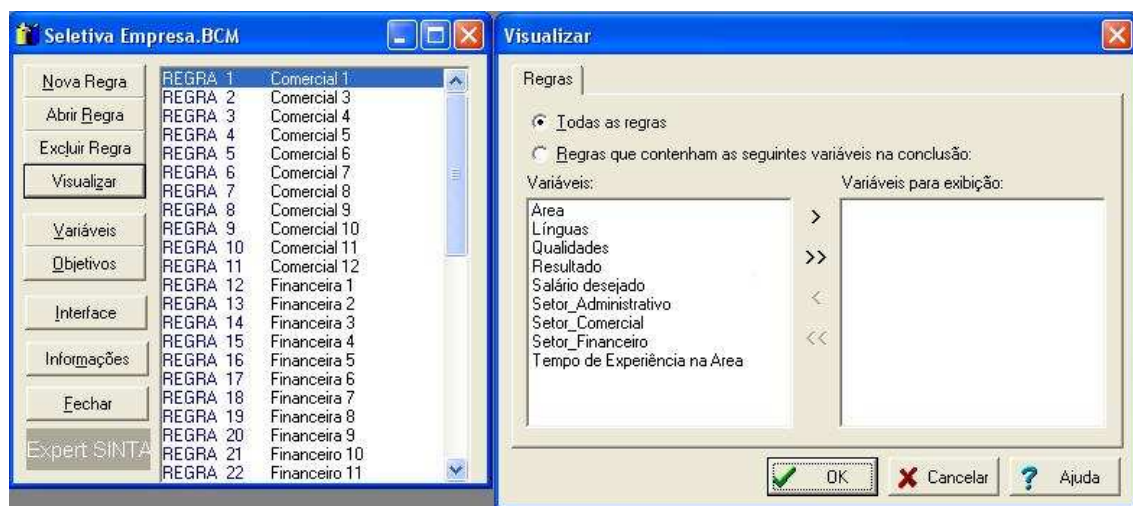 Seletiva Empresa.BCM
Nova Regra
Abrir Regra
Excluir Regra
Visualizar
Variáveis
Objetivos
Interface
Informações
Fechar
Expert SINTA
REGRA 1 Comercial 1
REGRA 2 Comercial 3
REGRA 3 Comercial 4
REGRA 4 Comercial 5
REGRA 5 Comercial 6
REGRA 6 Comercial 7
REGRA 7 Comercial 8
REGRA 8 Comercial 9
REGRA 9 Comercial 10
REGRA 10 Comercial 11
REGRA 11 Comercial 12
REGRA 12 Financeira 1
REGRA 13 Financeira 2
REGRA 14 Financeira 3
REGRA 15 Financeira 4
REGRA 16 Financeira 5
REGRA 17 Financeira 6
REGRA 18 Financeira 7
REGRA 19 Financeira 8
REGRA 20 Financeira 9
REGRA 21 Financeiro 10
REGRA 22 Financeiro 11
Visualizar
Regras
Todas as regras
Regras que contenham as seguintes variáveis na conclusão:
Variáveis:
Area
Línguas
Qualidades
Resultado
Salário desejado
Setor_Administrativo
Setor_Comercial
Setor_Financeiro
Tempo de Experiência na Area
>
>>
<
<<
Variáveis para exibição:
OK
Cancelar
? Ajuda